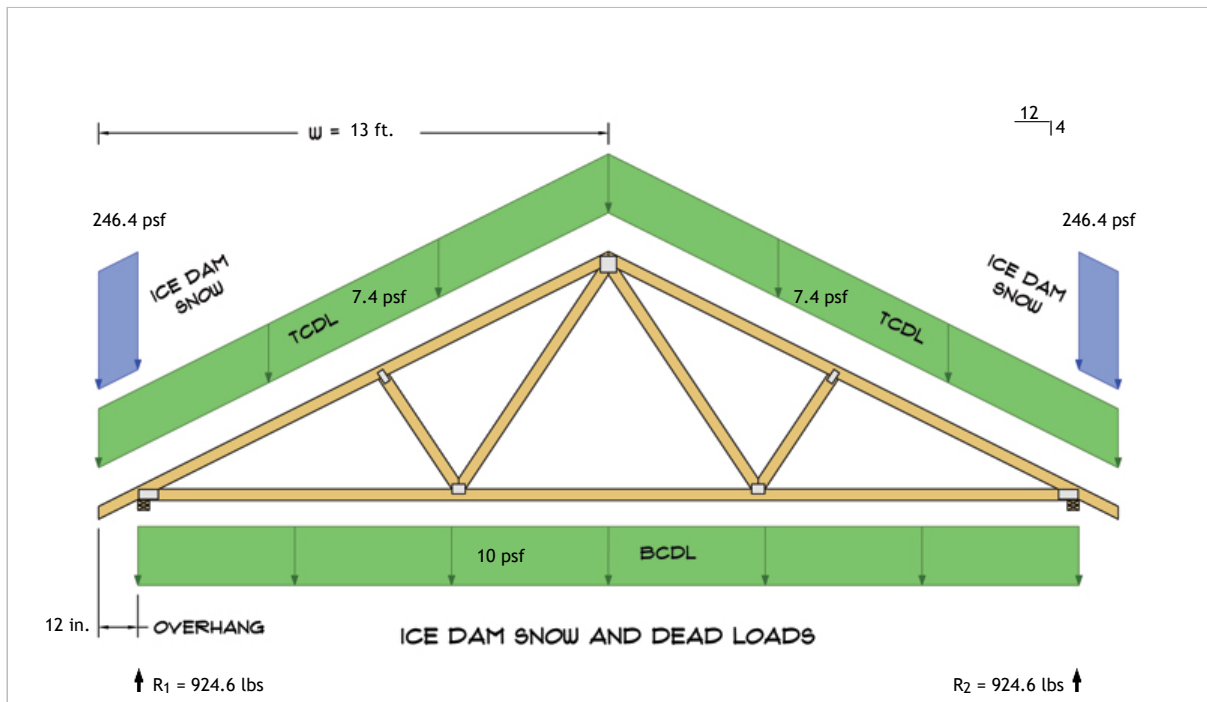 W = 13 ft.
12
4
246.4 psf
246.4 psf
ICE DAM
SNOW
ICE DAM
SNOW
7.4 psf
7.4 psf
TCDL
TCDL
10 psf
BCDL
12 in.
OVERHANG
ICE DAM SNOW AND DEAD LOADS
R1 = 924.6 lbs
R2 = 924.6 lbs